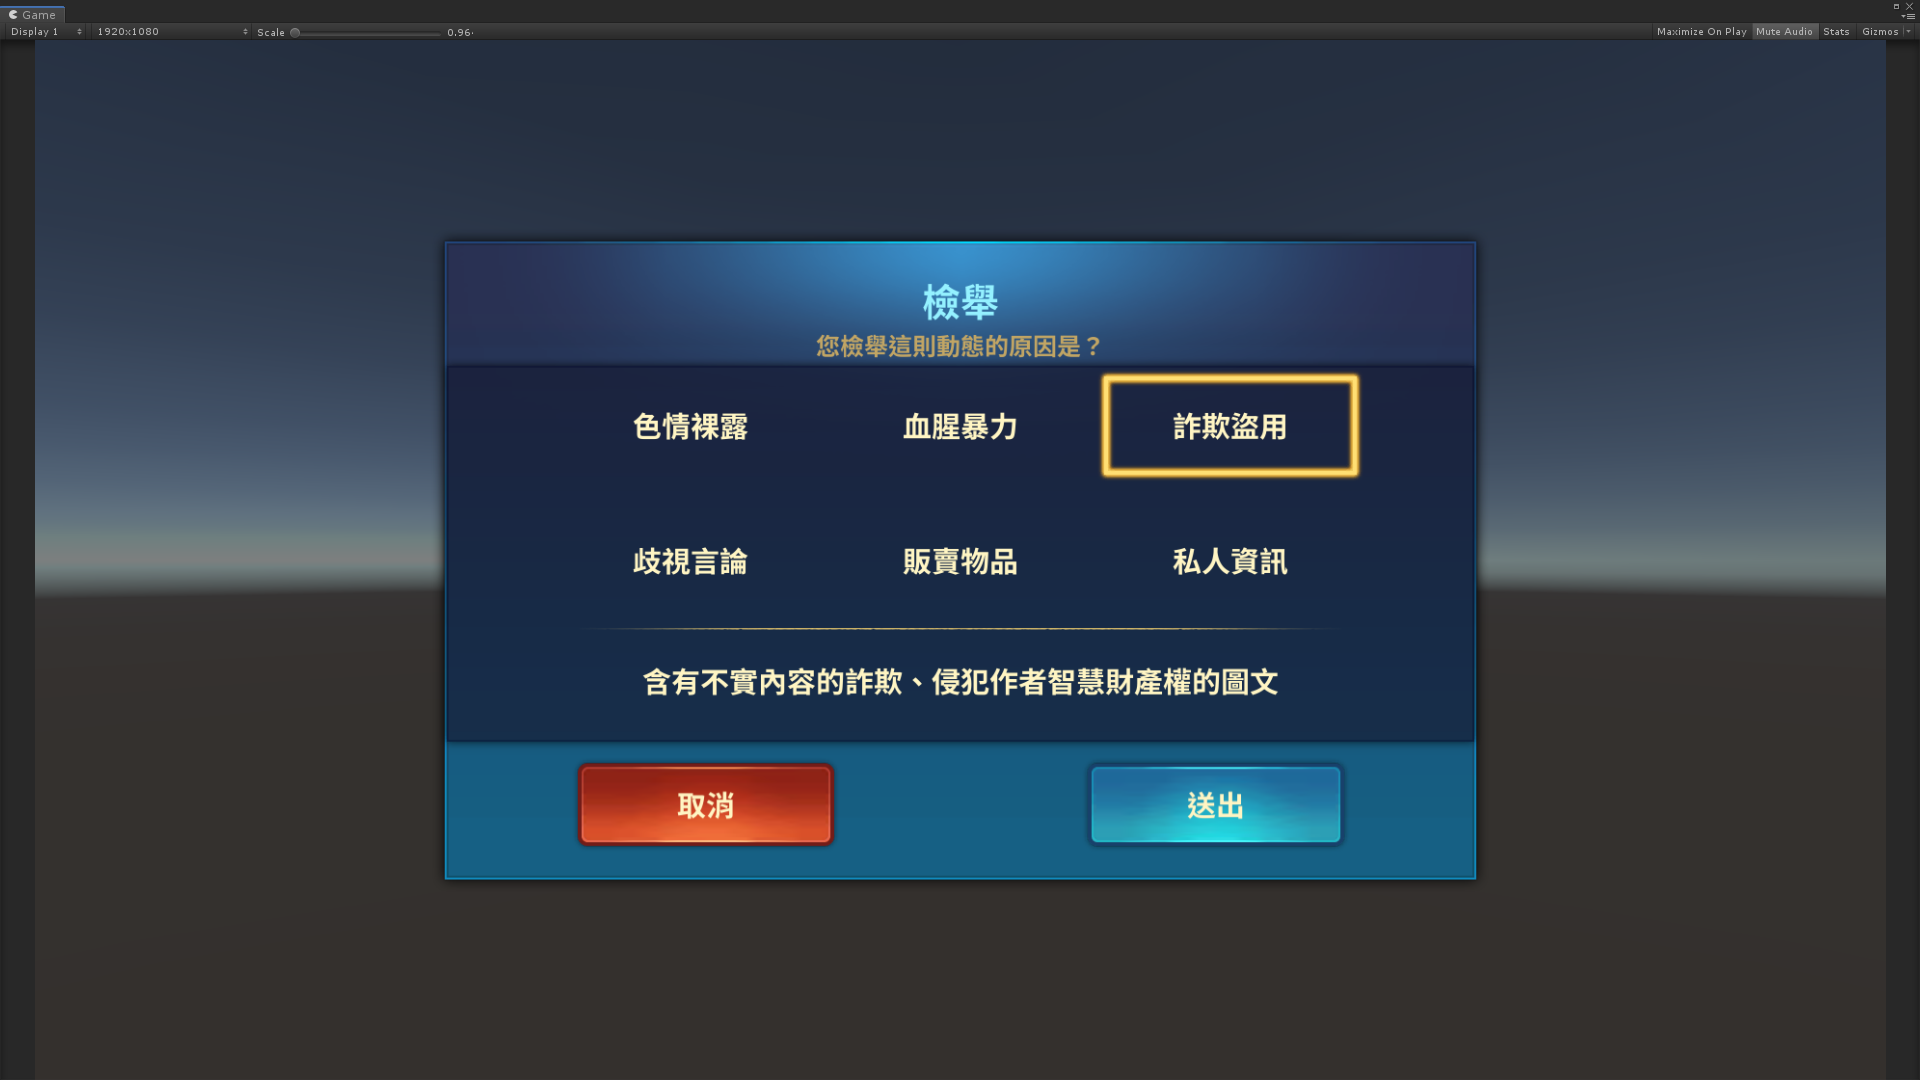 Game
Display 1 1920x1080 Scale 0.96 Maximize On Play Mute Audio Stats Gizmos
檢舉
您檢舉這則動態的原因是？
色情裸露 血腥暴力 詐欺盜用
歧視言論 販賣物品 私人資訊
含有不實內容的詐欺、侵犯作者智慧財產權的圖文
取消 送出